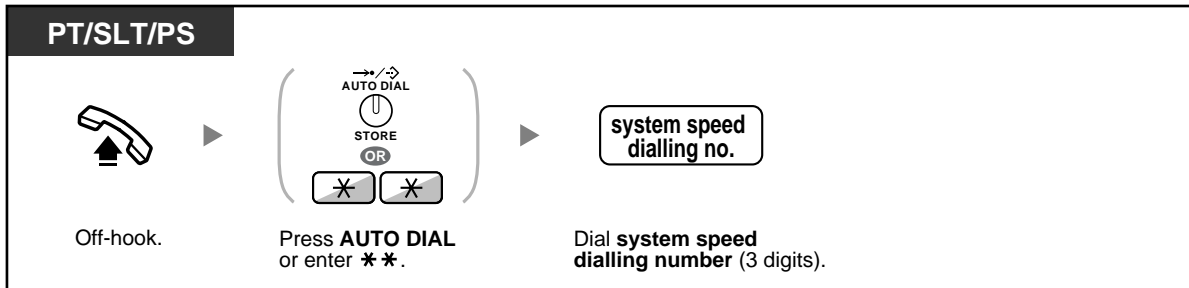 PT/SLT/PS
AUTO DIAL
STORE
OR
system speed
dialling no.
Off-hook.
Press AUTO DIAL
or enter ✱✱.
Dial system speed
dialling number (3 digits).